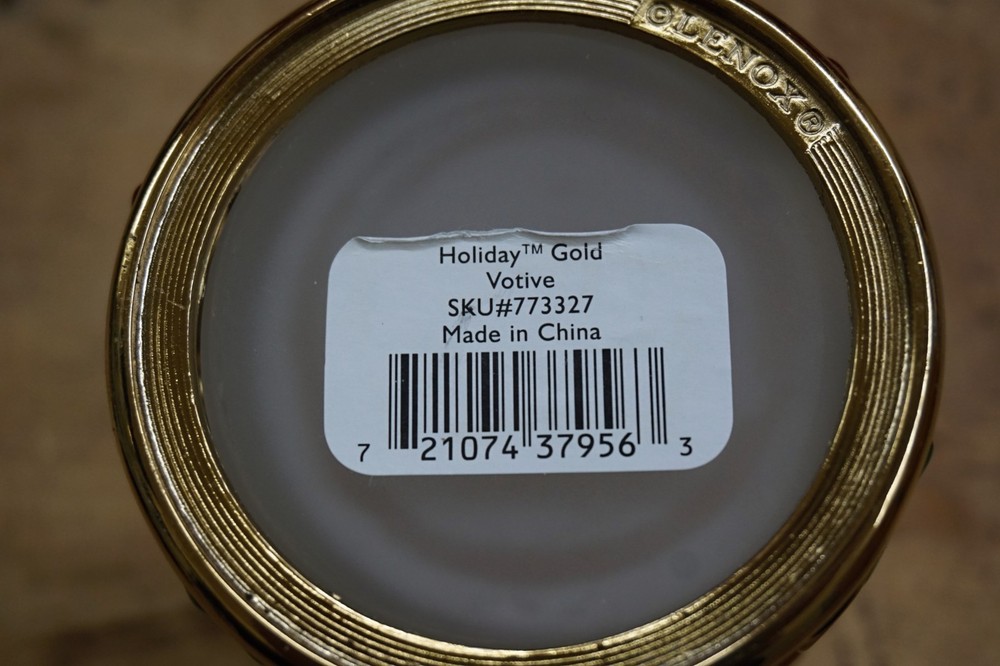 ©LENOX®
Holiday™ Gold
Votive
SKU#773327
Made in China
7 21074 37956 3